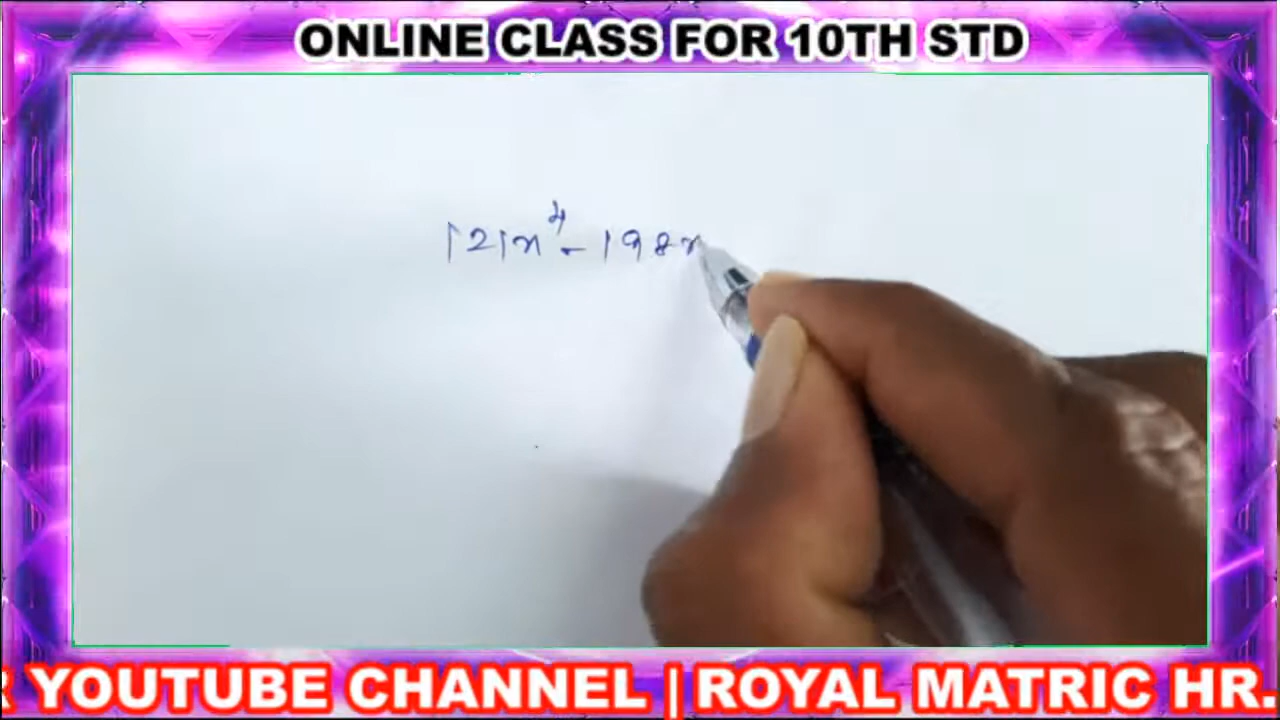 ONLINE CLASS FOR 10TH STD
121x⁴ - 198x
YOUTUBE CHANNEL | ROYAL MATRIC HR.